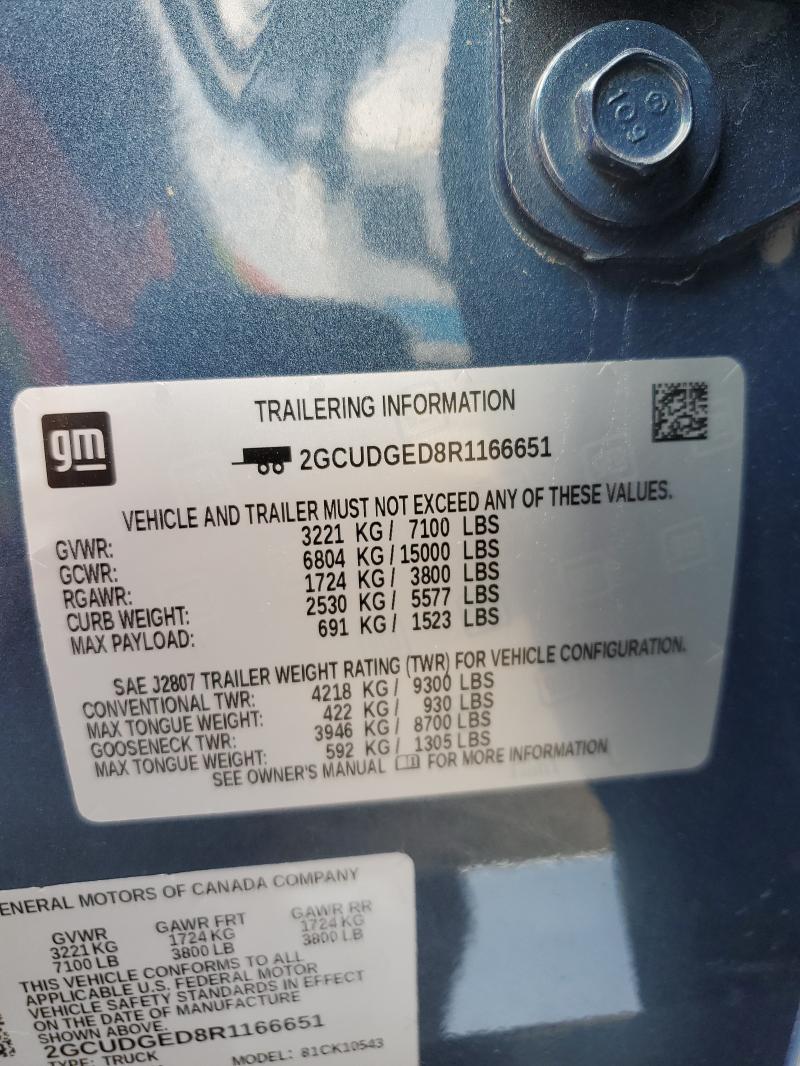 10.9
gm
TRAILERING INFORMATION
2GCUDGED8R1166651
VEHICLE AND TRAILER MUST NOT EXCEED ANY OF THESE VALUES.
GVWR: 3221 KG / 7100 LBS
GCWR: 6804 KG / 15000 LBS
RGAWR: 1724 KG / 3800 LBS
CURB WEIGHT: 2530 KG / 5577 LBS
MAX PAYLOAD: 691 KG / 1523 LBS
SAE J2807 TRAILER WEIGHT RATING (TWR) FOR VEHICLE CONFIGURATION.
CONVENTIONAL TWR: 4218 KG / 9300 LBS
MAX TONGUE WEIGHT: 422 KG / 930 LBS
GOOSENECK TWR: 3946 KG / 8700 LBS
MAX TONGUE WEIGHT: 592 KG / 1305 LBS
SEE OWNER'S MANUAL FOR MORE INFORMATION
ENERAL MOTORS OF CANADA COMPANY
GVWR GAWR FRT GAWR RR
3221 KG 1724 KG 1724 KG
7100 LB 3800 LB 3800 LB
THIS VEHICLE CONFORMS TO ALL
APPLICABLE U.S. FEDERAL MOTOR
VEHICLE SAFETY STANDARDS IN EFFECT
ON THE DATE OF MANUFACTURE
SHOWN ABOVE.
2GCUDGED8R1166651
TYPE: TRUCK MODEL: 81CK10543